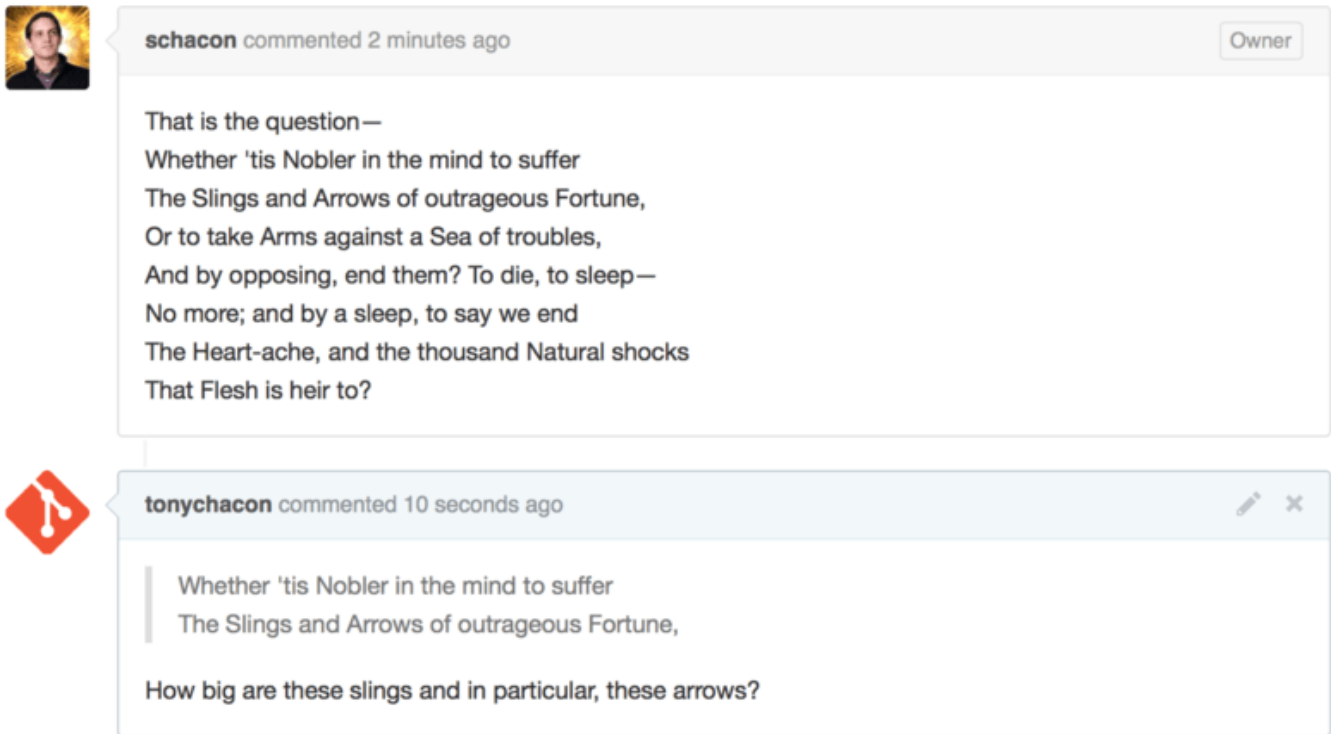 schacon commented 2 minutes ago
Owner
That is the question—
Whether 'tis Nobler in the mind to suffer
The Slings and Arrows of outrageous Fortune,
Or to take Arms against a Sea of troubles,
And by opposing, end them? To die, to sleep—
No more; and by a sleep, to say we end
The Heart-ache, and the thousand Natural shocks
That Flesh is heir to?
tonychacon commented 10 seconds ago
Whether 'tis Nobler in the mind to suffer
The Slings and Arrows of outrageous Fortune,
How big are these slings and in particular, these arrows?